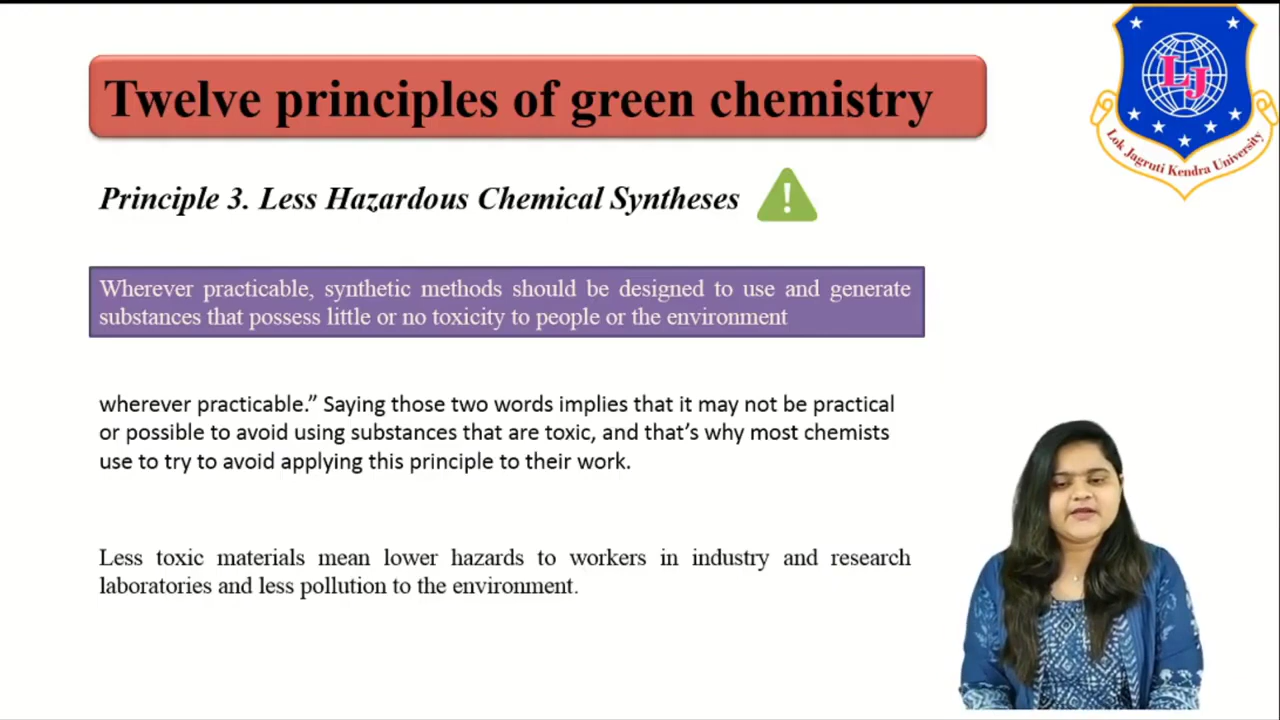 Twelve principles of green chemistry
LJ
Lok Jagruti Kendra University
Principle 3. Less Hazardous Chemical Syntheses
!
Wherever practicable, synthetic methods should be designed to use and generate
substances that possess little or no toxicity to people or the environment
wherever practicable.” Saying those two words implies that it may not be practical
or possible to avoid using substances that are toxic, and that’s why most chemists
use to try to avoid applying this principle to their work.
Less toxic materials mean lower hazards to workers in industry and research
laboratories and less pollution to the environment.